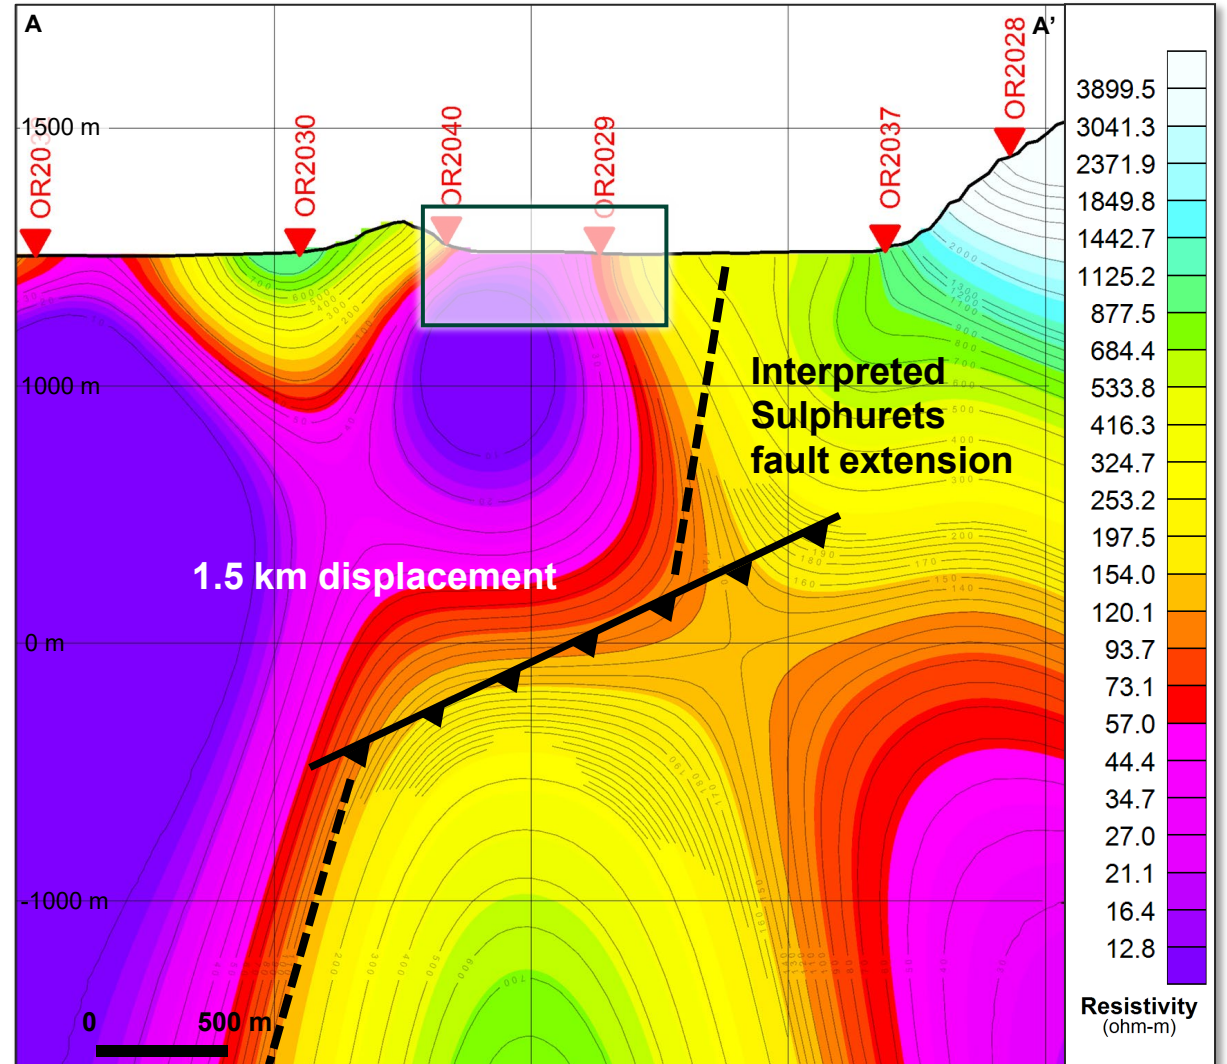 A
A’
OR203
OR2030
OR2040
OR2029
OR2037
OR2028
1500 m
1000 m
0 m
-1000 m
Interpreted
Sulphurets
fault extension
1.5 km displacement
0 500 m
3899.5
3041.3
2371.9
1849.8
1442.7
1125.2
877.5
684.4
533.8
416.3
324.7
253.2
197.5
154.0
120.1
93.7
73.1
57.0
44.4
34.7
27.0
21.1
16.4
12.8
Resistivity
(ohm-m)